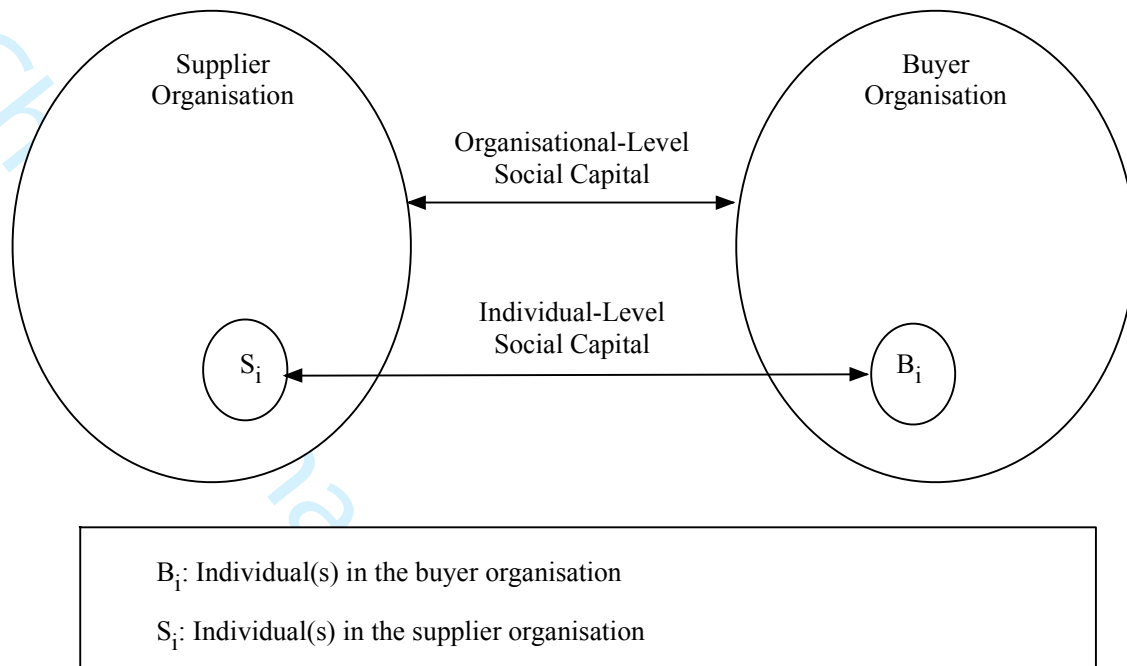 Supplier
Organisation
Buyer
Organisation
Organisational-Level
Social Capital
Individual-Level
Social Capital
Sᵢ
Bᵢ
Bᵢ: Individual(s) in the buyer organisation
Sᵢ: Individual(s) in the supplier organisation